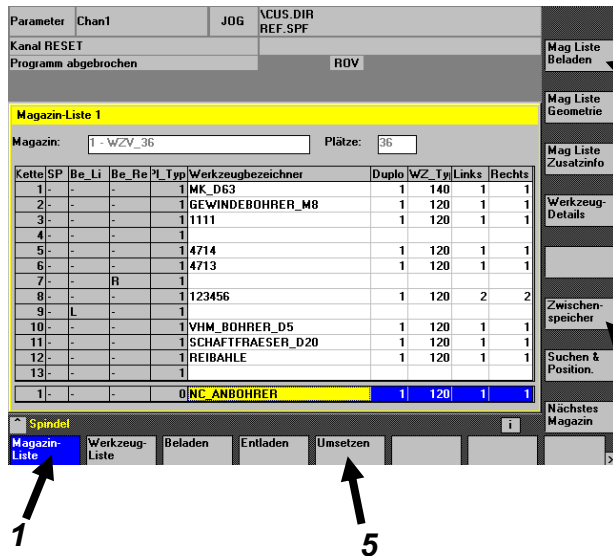 Parameter Chan1 JOG \CUS.DIR
REF.SPF
Kanal RESET
Programm abgebrochen ROV
Mag Liste
Beladen
Mag Liste
Geometrie
Mag Liste
Zusatzinfo
Werkzeug-
Details
Zwischen-
speicher
Suchen &
Position.
Nächstes
Magazin
Magazin-Liste 1
Magazin: 1 - WZV_36 Plätze: 36
Kette SP Be_Li Be_Re Pl_Typ Werkzeugbezeichner Duplo WZ_Typ Links Rechts
1 - - - 1 MK_D63 1 140 1 1
2 - - - 1 GEWINDEBOHRER_M8 1 120 1 1
3 - - - 1 1111 1 120 1 1
4 - - - 1
5 - - - 1 4714 1 120 1 1
6 - - - 1 4713 1 120 1 1
7 - - R 1
8 - - - 1 123456 1 120 2 2
9 - L - 1
10 - - - 1 VHM_BOHRER_D5 1 120 1 1
11 - - - 1 SCHAFTFRAESER_D20 1 120 1 1
12 - - - 1 REIBAHLE 1 120 1 1
13 - - - 1
1 - - - 0 NC_ANBOHRER 1 120 1 1
^ Spindel i
Magazin-
Liste
Werkzeug-
Liste
Beladen
Entladen
Umsetzen
>
1
5